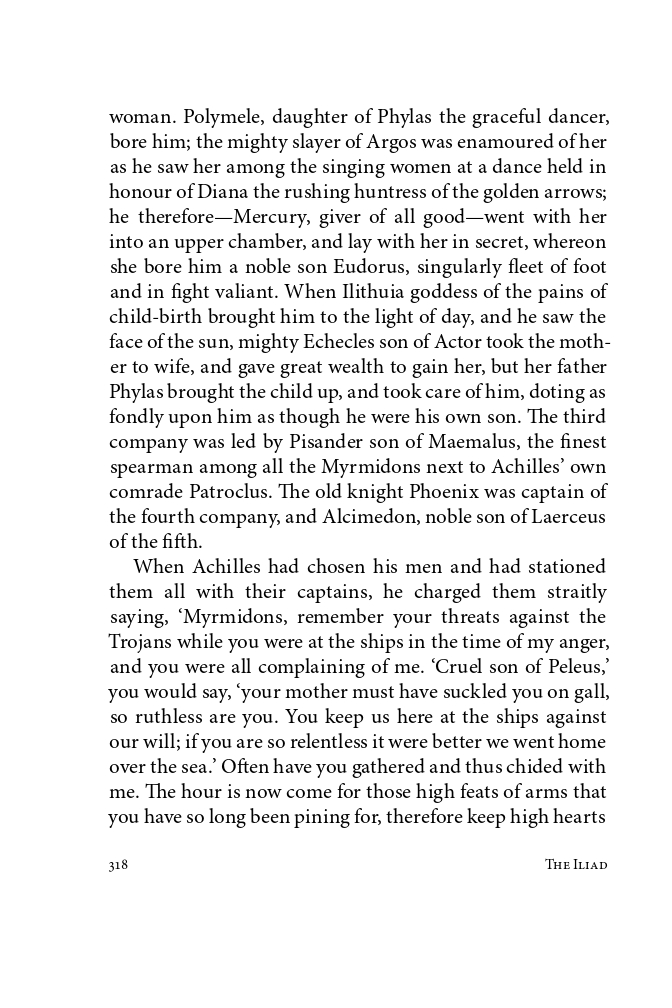 woman. Polymele, daughter of Phylas the graceful dancer,
bore him; the mighty slayer of Argos was enamoured of her
as he saw her among the singing women at a dance held in
honour of Diana the rushing huntress of the golden arrows;
he therefore—Mercury, giver of all good—went with her
into an upper chamber, and lay with her in secret, whereon
she bore him a noble son Eudorus, singularly fleet of foot
and in fight valiant. When Ilithuia goddess of the pains of
child-birth brought him to the light of day, and he saw the
face of the sun, mighty Echecles son of Actor took the moth-
er to wife, and gave great wealth to gain her, but her father
Phylas brought the child up, and took care of him, doting as
fondly upon him as though he were his own son. The third
company was led by Pisander son of Maemalus, the finest
spearman among all the Myrmidons next to Achilles’ own
comrade Patroclus. The old knight Phoenix was captain of
the fourth company, and Alcimedon, noble son of Laerceus
of the fifth.
When Achilles had chosen his men and had stationed
them all with their captains, he charged them straitly
saying, ‘Myrmidons, remember your threats against the
Trojans while you were at the ships in the time of my anger,
and you were all complaining of me. ‘Cruel son of Peleus,’
you would say, ‘your mother must have suckled you on gall,
so ruthless are you. You keep us here at the ships against
our will; if you are so relentless it were better we went home
over the sea.’ Often have you gathered and thus chided with
me. The hour is now come for those high feats of arms that
you have so long been pining for, therefore keep high hearts
318 The Iliad